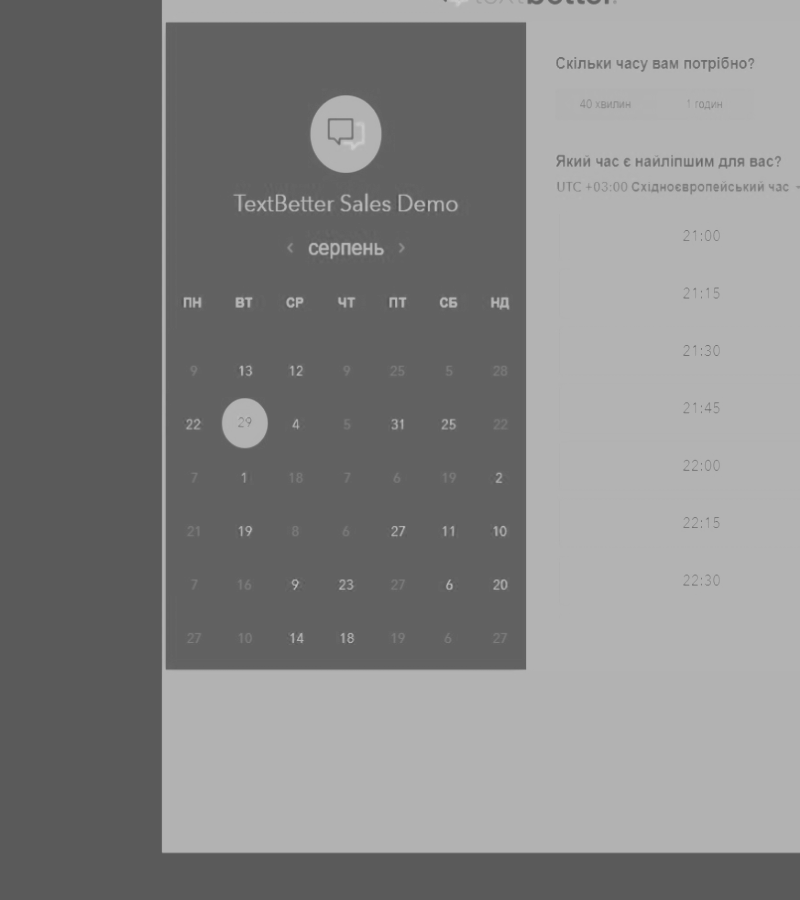 textbetter.
TextBetter Sales Demo
‹ серпень ›
ПН ВТ СР ЧТ ПТ СБ НД
9 13 12 9 25 5 28
22 29 4 5 31 25 22
7 1 18 7 6 19 2
21 19 8 6 27 11 10
7 16 9 23 27 6 20
27 10 14 18 19 6 27
Скільки часу вам потрібно?
40 хвилин 1 годин
Який час є найліпшим для вас?
UTC +03:00 Східноєвропейський час
21:00
21:15
21:30
21:45
22:00
22:15
22:30